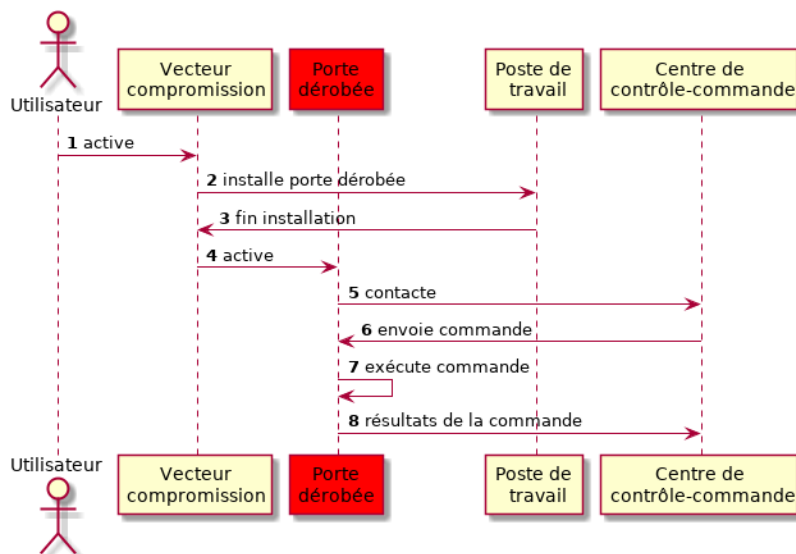 Utilisateur
Vecteur
compromission
Porte
dérobée
Poste de
travail
Centre de
contrôle-commande
1 active
2 installe porte dérobée
3 fin installation
4 active
5 contacte
6 envoie commande
7 exécute commande
8 résultats de la commande
Utilisateur
Vecteur
compromission
Porte
dérobée
Poste de
travail
Centre de
contrôle-commande